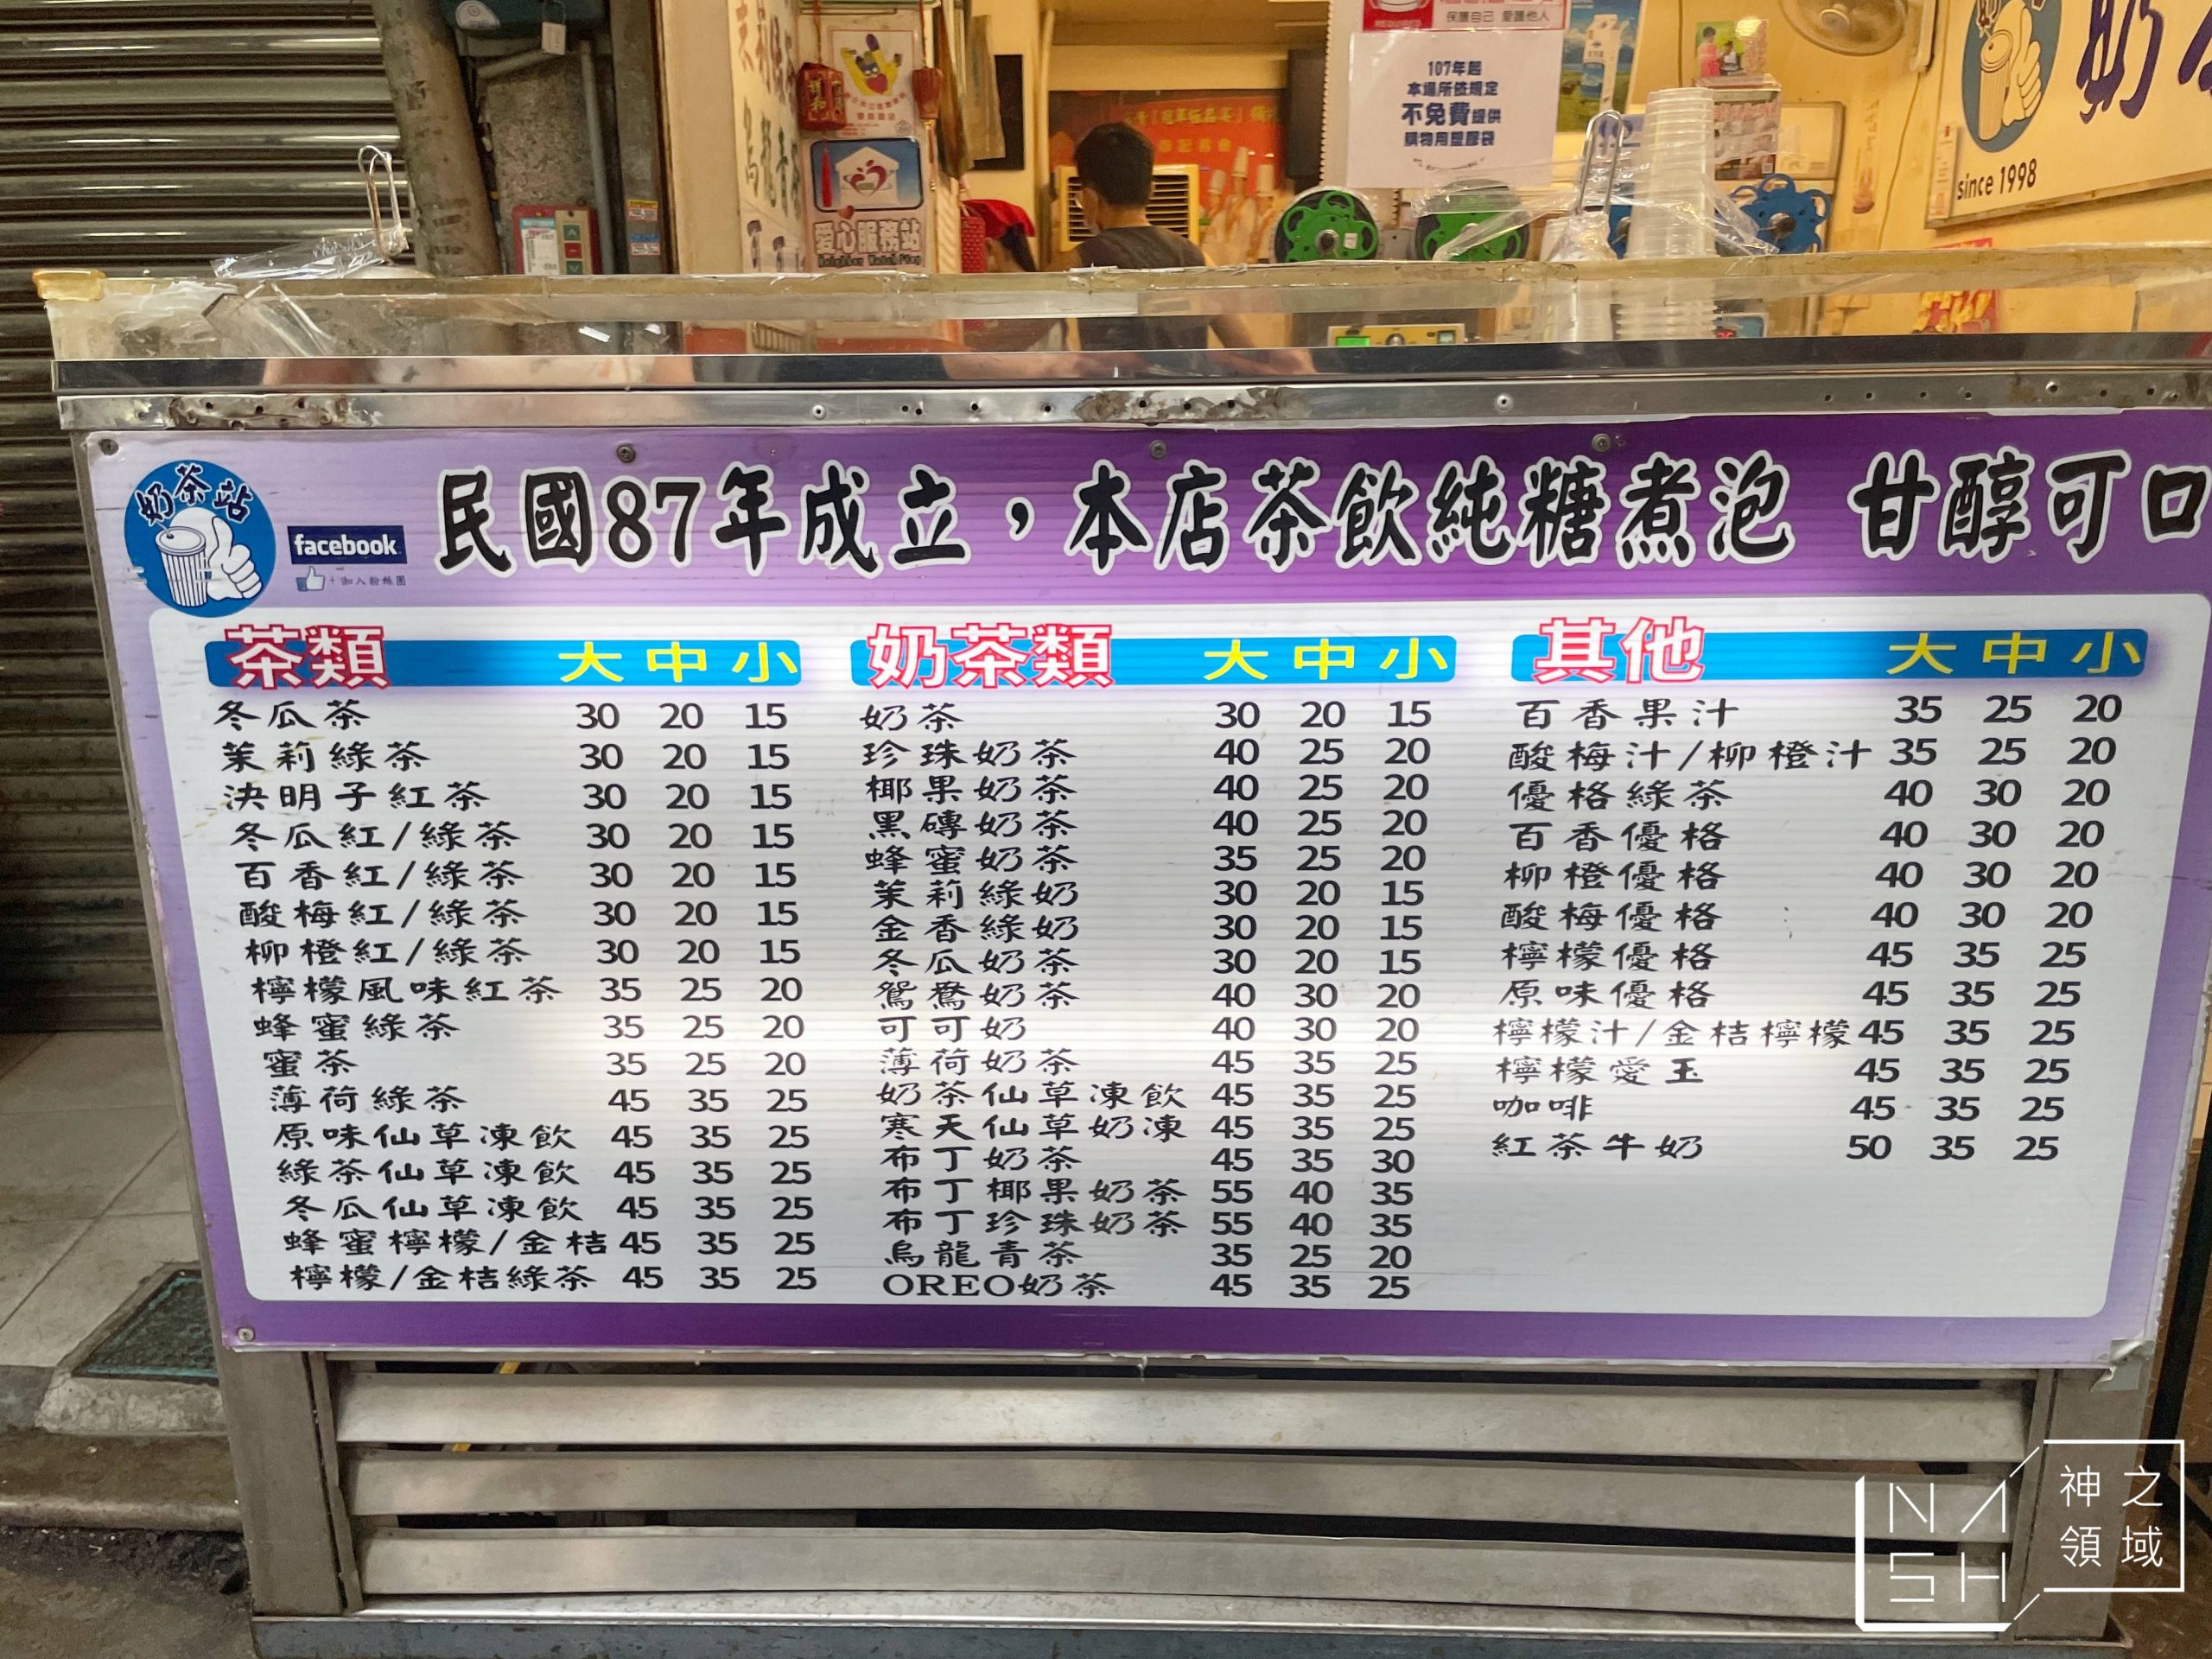 保護自己 愛護他人
107年起
本場所依規定
不免費提供
購物用塑膠袋
奶
since 1998
祥和
愛心服務站
Neighbor Watch Stop
奶茶站
facebook
+加入粉絲團
民國87年成立，本店茶飲純糖煮泡 甘醇可口
茶類 大 中 小
冬瓜茶 30 20 15
茉莉綠茶 30 20 15
決明子紅茶 30 20 15
冬瓜紅/綠茶 30 20 15
百香紅/綠茶 30 20 15
酸梅紅/綠茶 30 20 15
柳橙紅/綠茶 30 20 15
檸檬風味紅茶 35 25 20
蜂蜜綠茶 35 25 20
蜜茶 35 25 20
薄荷綠茶 45 35 25
原味仙草凍飲 45 35 25
綠茶仙草凍飲 45 35 25
冬瓜仙草凍飲 45 35 25
蜂蜜檸檬/金桔 45 35 25
檸檬/金桔綠茶 45 35 25
奶茶類 大 中 小
奶茶 30 20 15
珍珠奶茶 40 25 20
椰果奶茶 40 25 20
黑磚奶茶 40 25 20
蜂蜜奶茶 35 25 20
茉莉綠奶 30 20 15
金香綠奶 30 20 15
冬瓜奶茶 30 20 15
鴛鴦奶茶 40 30 20
可可奶 40 30 20
薄荷奶茶 45 35 25
奶茶仙草凍飲 45 35 25
寒天仙草奶凍 45 35 25
布丁奶茶 45 35 30
布丁椰果奶茶 55 40 35
布丁珍珠奶茶 55 40 35
烏龍青茶 35 25 20
OREO奶茶 45 35 25
其他 大 中 小
百香果汁 35 25 20
酸梅汁/柳橙汁 35 25 20
優格綠茶 40 30 20
百香優格 40 30 20
柳橙優格 40 30 20
酸梅優格 40 30 20
檸檬優格 45 35 25
原味優格 45 35 25
檸檬汁/金桔檸檬 45 35 25
檸檬愛玉 45 35 25
咖啡 45 35 25
紅茶牛奶 50 35 25
NASH
神之
領域